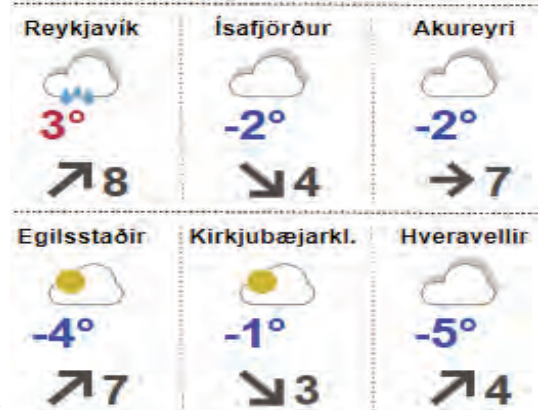 Reykjavík Ísafjörður Akureyri
3° -2° -2°
8 4 7
Egilsstaðir Kirkjubæjarkl. Hveravellir
-4° -1° -5°
7 3 4